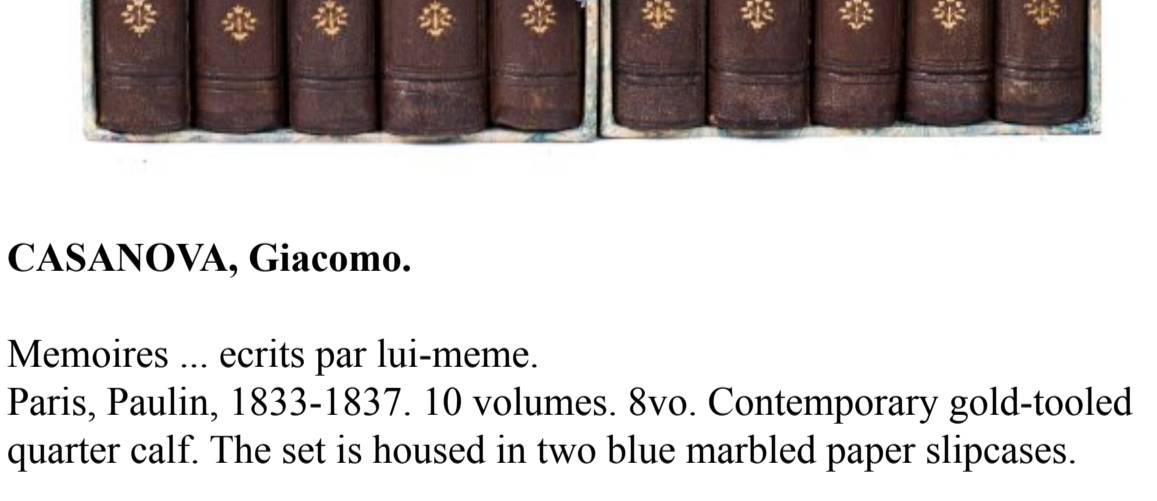 CASANOVA, Giacomo.
Memoires ... ecrits par lui-meme.
Paris, Paulin, 1833-1837. 10 volumes. 8vo. Contemporary gold-tooled
quarter calf. The set is housed in two blue marbled paper slipcases.